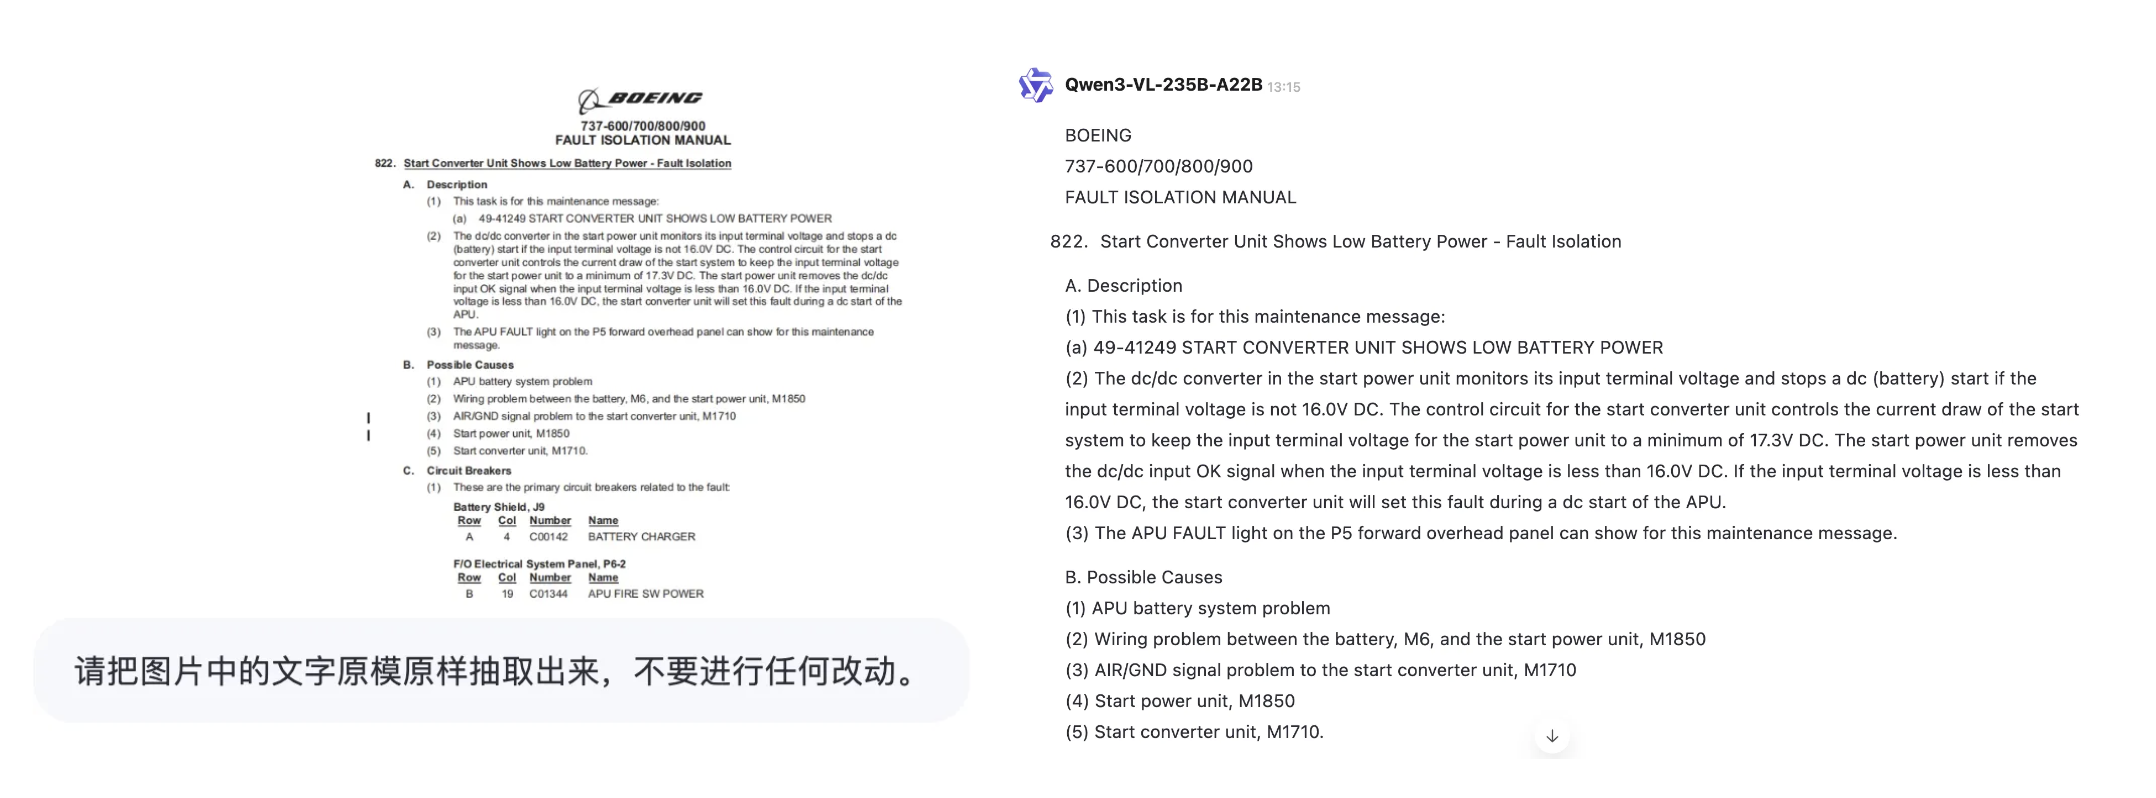 BOEING
737-600/700/800/900
FAULT ISOLATION MANUAL
822. Start Converter Unit Shows Low Battery Power - Fault Isolation
A. Description
(1) This task is for this maintenance message:
(a) 49-41249 START CONVERTER UNIT SHOWS LOW BATTERY POWER
(2) The dc/dc converter in the start power unit monitors its input terminal voltage and stops a dc
(battery) start if the input terminal voltage is not 16.0V DC. The control circuit for the start
converter unit controls the current draw of the start system to keep the input terminal voltage
for the start power unit to a minimum of 17.3V DC. The start power unit removes the dc/dc
input OK signal when the input terminal voltage is less than 16.0V DC. If the input terminal
voltage is less than 16.0V DC, the start converter unit will set this fault during a dc start of the
APU.
(3) The APU FAULT light on the P5 forward overhead panel can show for this maintenance
message.
B. Possible Causes
(1) APU battery system problem
(2) Wiring problem between the battery, M6, and the start power unit, M1850
(3) AIR/GND signal problem to the start converter unit, M1710
(4) Start power unit, M1850
(5) Start converter unit, M1710.
C. Circuit Breakers
(1) These are the primary circuit breakers related to the fault:
Battery Shield, J9
Row Col Number Name
A 4 C00142 BATTERY CHARGER
F/O Electrical System Panel, P6-2
Row Col Number Name
B 19 C01344 APU FIRE SW POWER
请把图片中的文字原模原样抽取出来，不要进行任何改动。
Qwen3-VL-235B-A22B 13:15
BOEING
737-600/700/800/900
FAULT ISOLATION MANUAL
822. Start Converter Unit Shows Low Battery Power - Fault Isolation
A. Description
(1) This task is for this maintenance message:
(a) 49-41249 START CONVERTER UNIT SHOWS LOW BATTERY POWER
(2) The dc/dc converter in the start power unit monitors its input terminal voltage and stops a dc (battery) start if the
input terminal voltage is not 16.0V DC. The control circuit for the start converter unit controls the current draw of the start
system to keep the input terminal voltage for the start power unit to a minimum of 17.3V DC. The start power unit removes
the dc/dc input OK signal when the input terminal voltage is less than 16.0V DC. If the input terminal voltage is less than
16.0V DC, the start converter unit will set this fault during a dc start of the APU.
(3) The APU FAULT light on the P5 forward overhead panel can show for this maintenance message.
B. Possible Causes
(1) APU battery system problem
(2) Wiring problem between the battery, M6, and the start power unit, M1850
(3) AIR/GND signal problem to the start converter unit, M1710
(4) Start power unit, M1850
(5) Start converter unit, M1710.